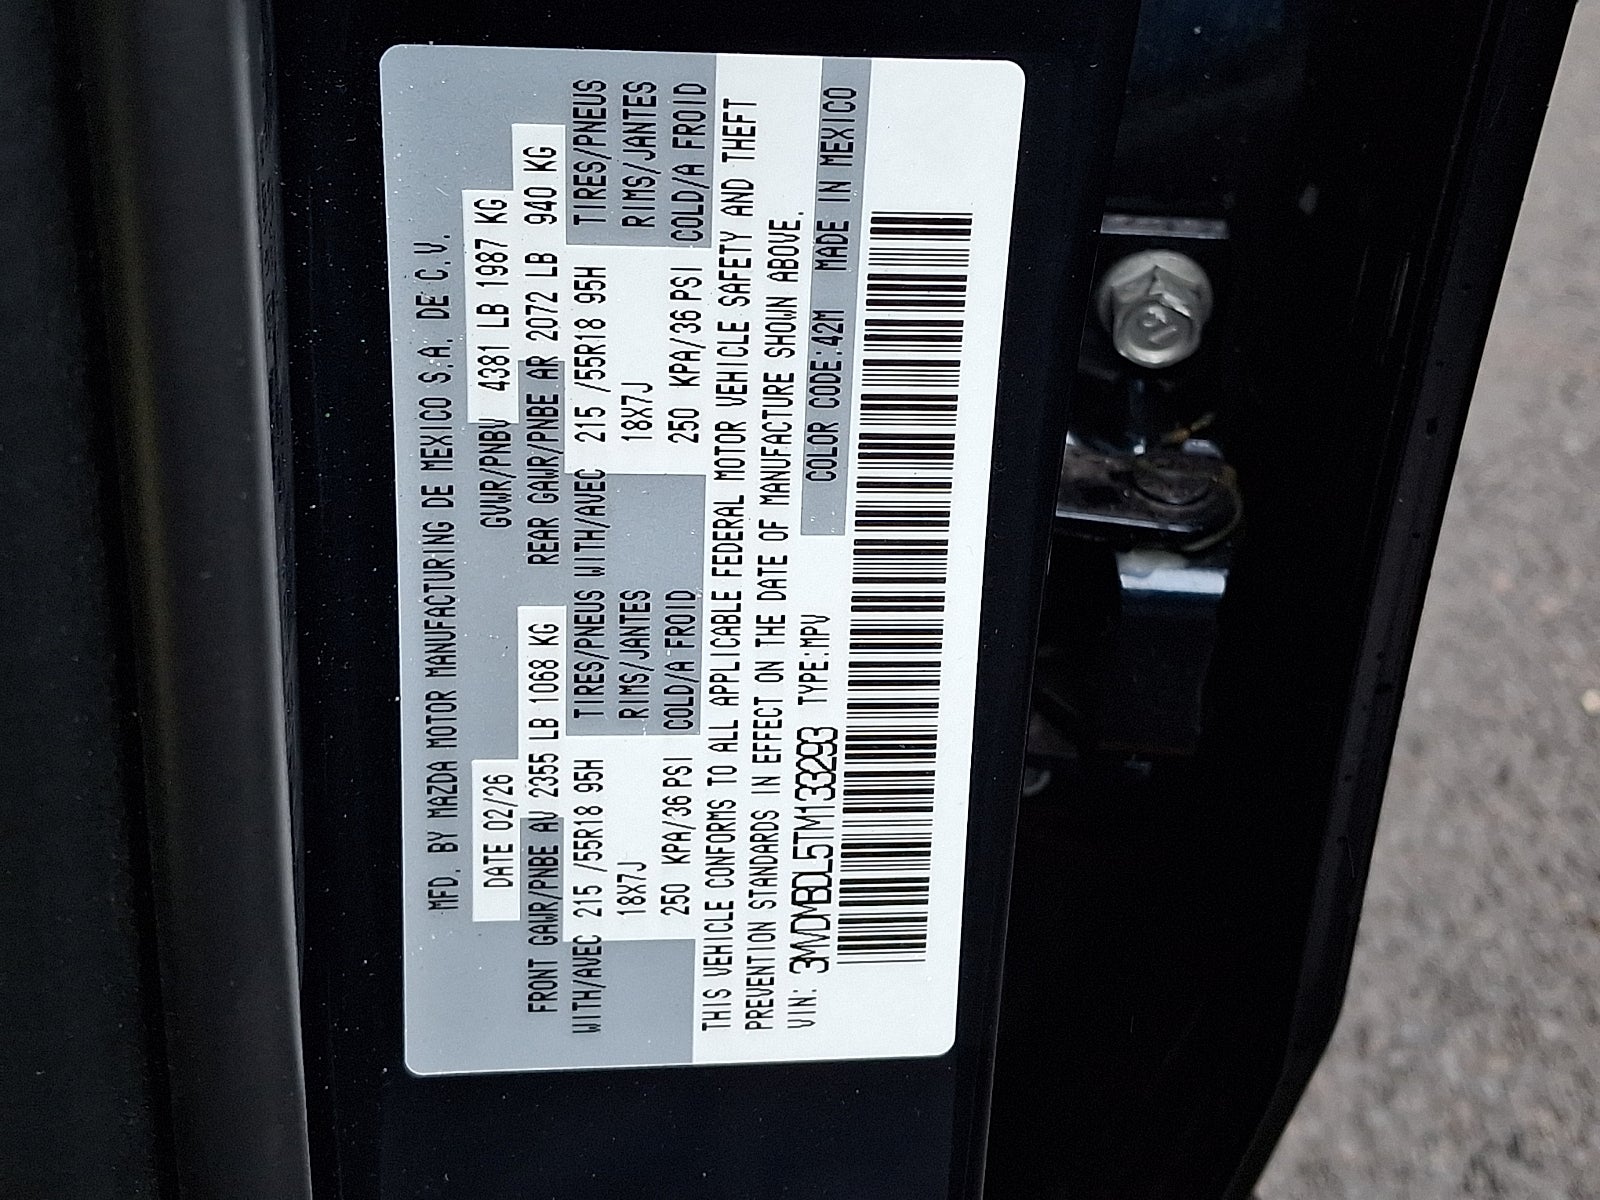 MFD. BY MAZDA MOTOR MANUFACTURING DE MEXICO S.A. DE C.V.
DATE 02/26 GVWR/PNBV 4381 LB 1987 KG
FRONT GAWR/PNBE AV 2355 LB 1068 KG REAR GAWR/PNBE AR 2072 LB 940 KG
WITH/AVEC 215 /55R18 95H TIRES/PNEUS WITH/AVEC 215 /55R18 95H TIRES/PNEUS
18X7J RIMS/JANTES 18X7J RIMS/JANTES
250 KPA/36 PSI COLD/A FROID 250 KPA/36 PSI COLD/A FROID
THIS VEHICLE CONFORMS TO ALL APPLICABLE FEDERAL MOTOR VEHICLE SAFETY AND THEFT
PREVENTION STANDARDS IN EFFECT ON THE DATE OF MANUFACTURE SHOWN ABOVE.
VIN: 3MVDMBDL5TM133293 TYPE:MPV COLOR CODE:42M MADE IN MEXICO